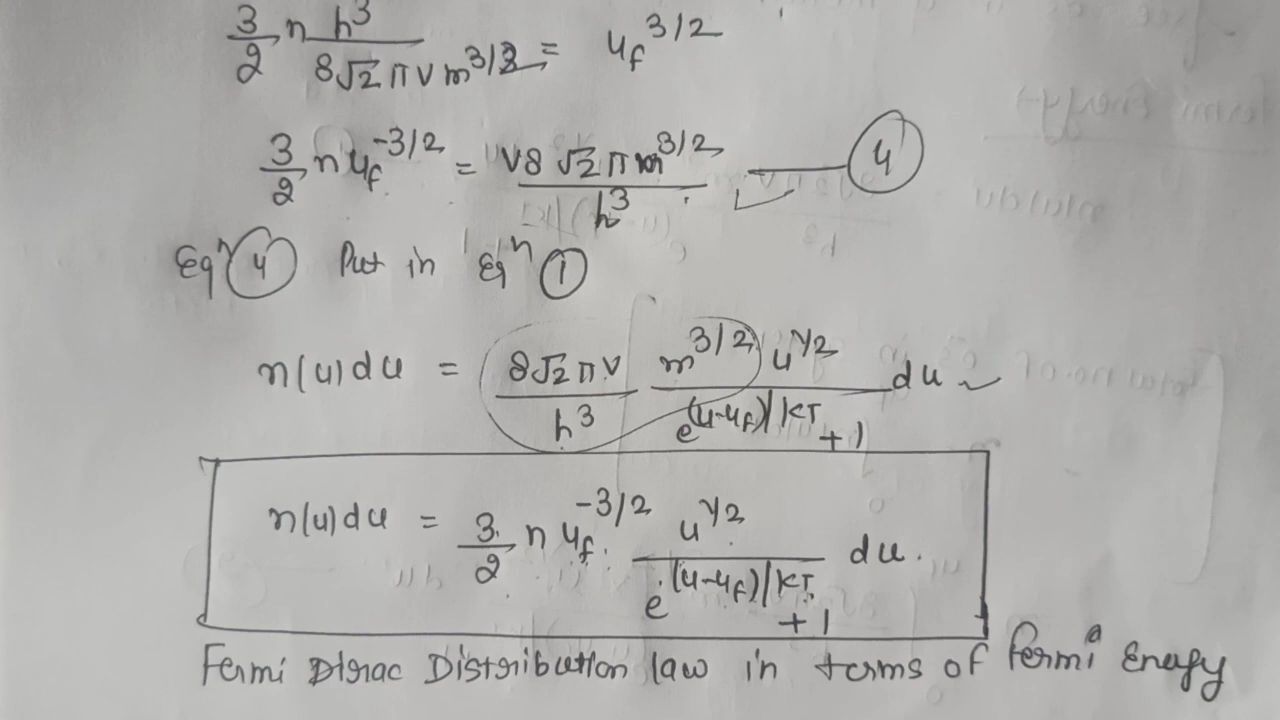 3/2 n h³ / 8√2 π V m^3/2 = u_f^3/2
3/2 n u_f^-3/2 = V8 √2 π m^3/2 / h³ — ④
Eqⁿ ④ Put in Eqⁿ ①
n(u)du = 8√2 π V / h³ m^3/2 u^1/2 / e^(u-u_f)/KT + 1 du
n(u)du = 3/2 n u_f^-3/2 . u^1/2 / e^(u-u_f)/KT + 1 du.
Fermi Dirac Distribution law in terms of fermi Energy